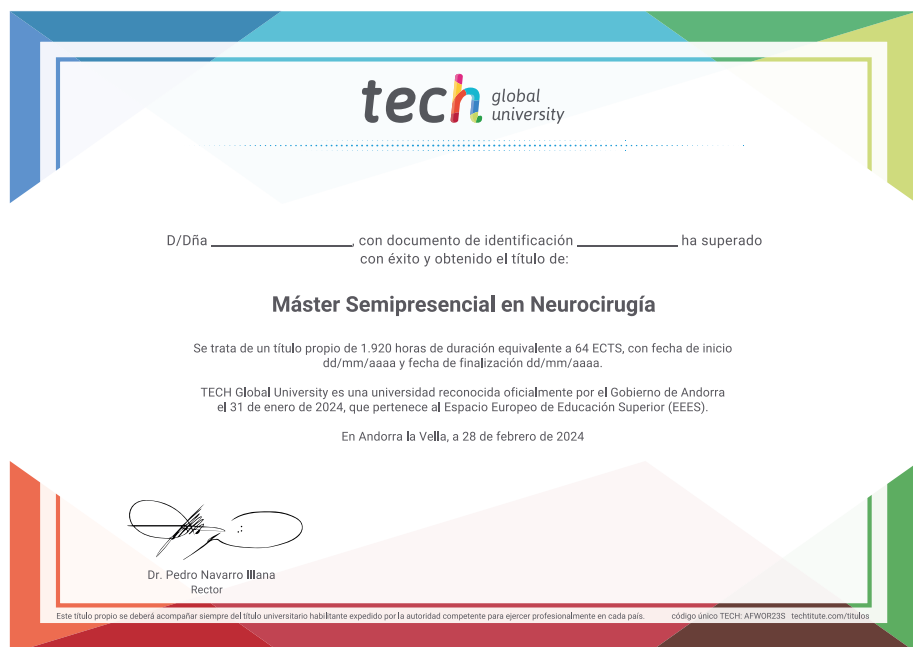 tech global
university
D/Dña ____________________, con documento de identificación ______________ ha superado
con éxito y obtenido el título de:
Máster Semipresencial en Neurocirugía
Se trata de un título propio de 1.920 horas de duración equivalente a 64 ECTS, con fecha de inicio
dd/mm/aaaa y fecha de finalización dd/mm/aaaa.
TECH Global University es una universidad reconocida oficialmente por el Gobierno de Andorra
el 31 de enero de 2024, que pertenece al Espacio Europeo de Educación Superior (EEES).
En Andorra la Vella, a 28 de febrero de 2024
Dr. Pedro Navarro Illana
Rector
Este título propio se deberá acompañar siempre del título universitario habilitante expedido por la autoridad competente para ejercer profesionalmente en cada país. código único TECH: AFWOR23S techtitute.com/titulos